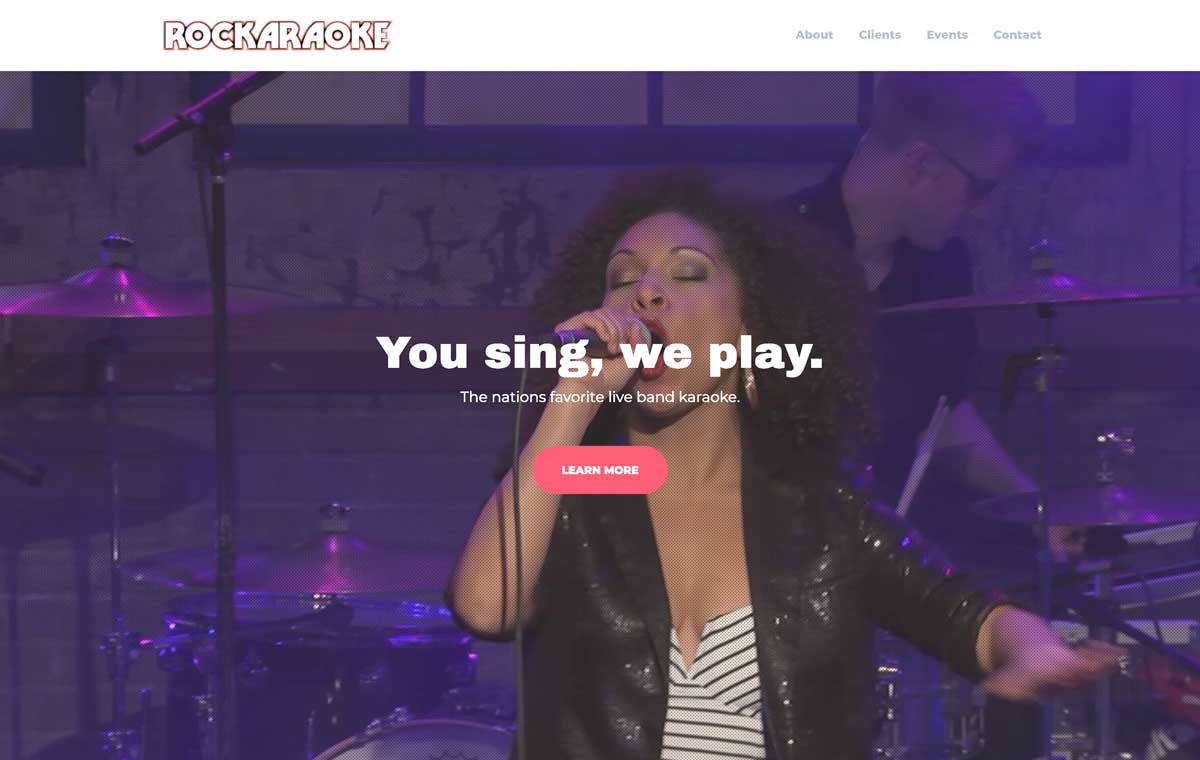 ROCKARAOKE
About Clients Events Contact
You sing, we play.
The nations favorite live band karaoke.
LEARN MORE